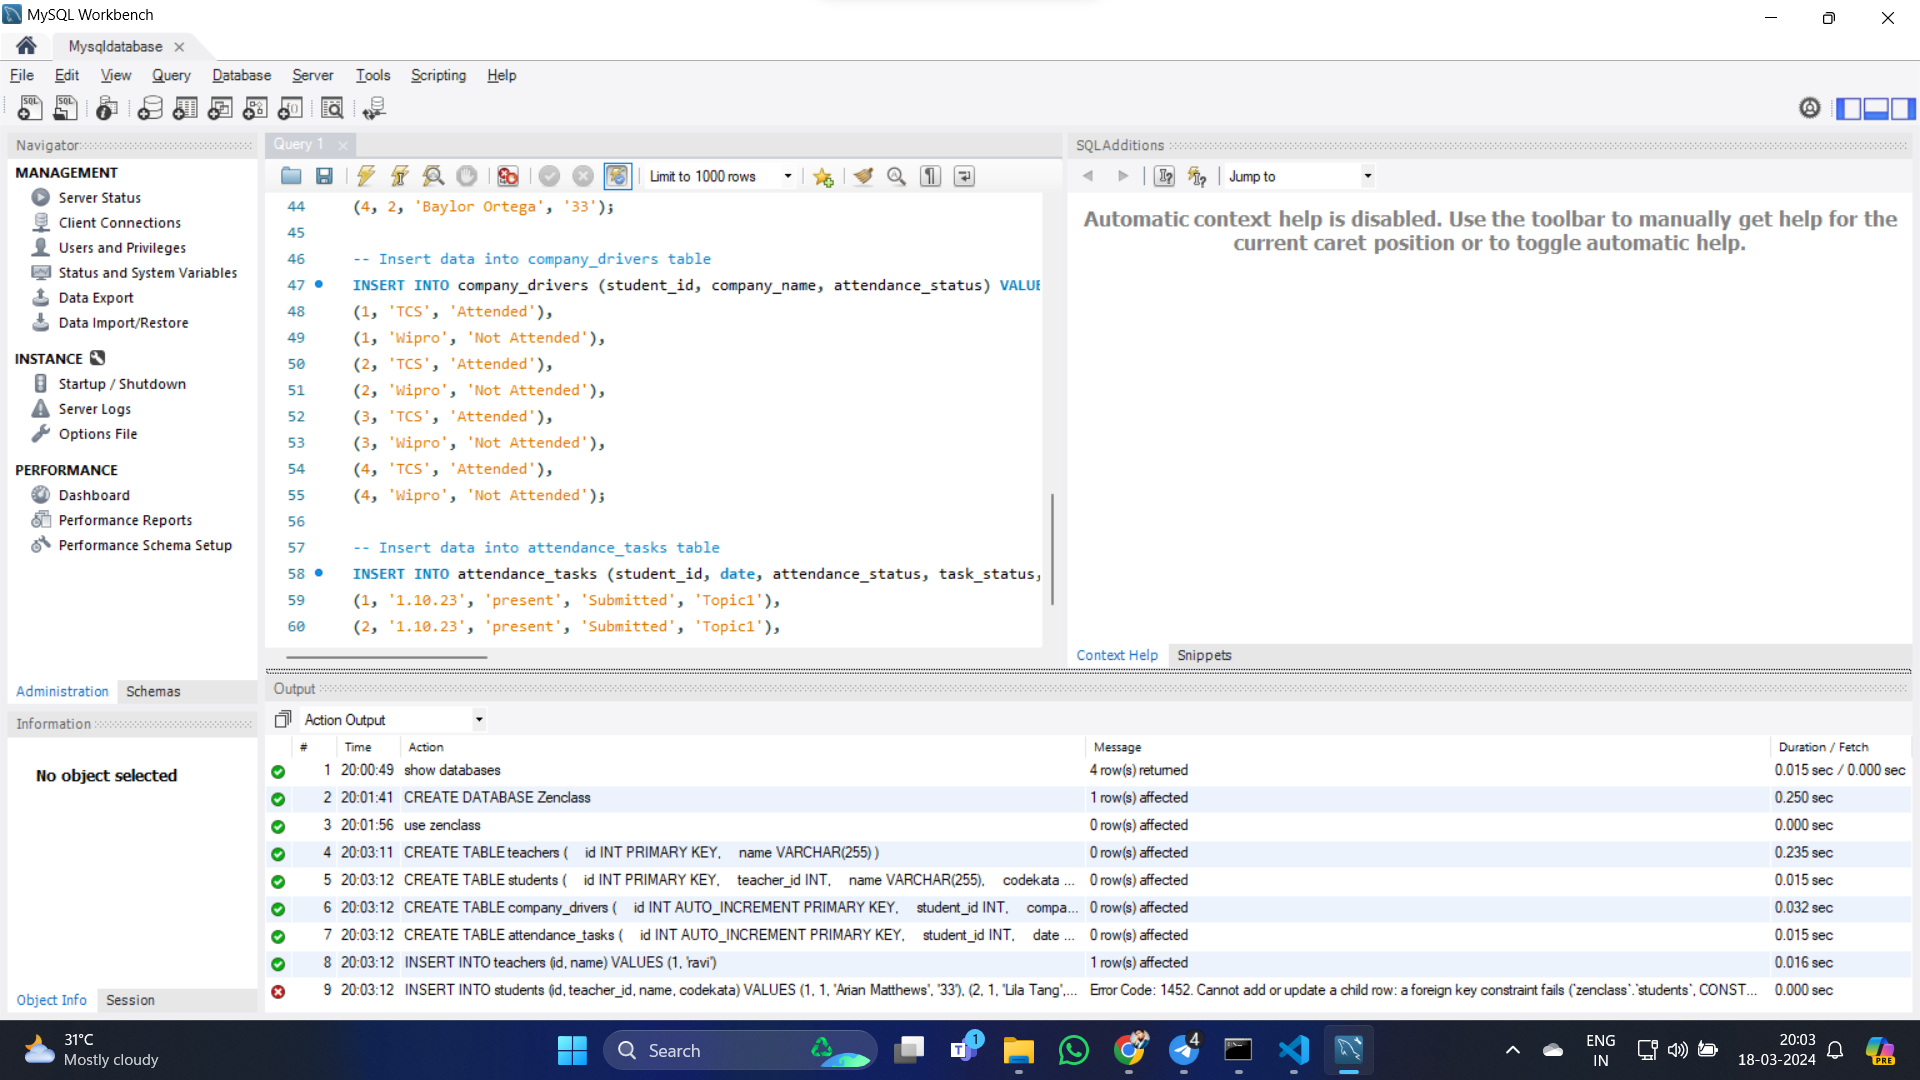 MySQL Workbench
Mysqldatabase
File Edit View Query Database Server Tools Scripting Help
Navigator
MANAGEMENT
Server Status
Client Connections
Users and Privileges
Status and System Variables
Data Export
Data Import/Restore
INSTANCE
Startup / Shutdown
Server Logs
Options File
PERFORMANCE
Dashboard
Performance Reports
Performance Schema Setup
Administration Schemas
Information
No object selected
Object Info Session
Query 1
Limit to 1000 rows
44 (4, 2, 'Baylor Ortega', '33');
45
46 -- Insert data into company_drivers table
47 INSERT INTO company_drivers (student_id, company_name, attendance_status) VALUE
48 (1, 'TCS', 'Attended'),
49 (1, 'Wipro', 'Not Attended'),
50 (2, 'TCS', 'Attended'),
51 (2, 'Wipro', 'Not Attended'),
52 (3, 'TCS', 'Attended'),
53 (3, 'Wipro', 'Not Attended'),
54 (4, 'TCS', 'Attended'),
55 (4, 'Wipro', 'Not Attended');
56
57 -- Insert data into attendance_tasks table
58 INSERT INTO attendance_tasks (student_id, date, attendance_status, task_status,
59 (1, '1.10.23', 'present', 'Submitted', 'Topic1'),
60 (2, '1.10.23', 'present', 'Submitted', 'Topic1'),
SQLAdditions
Jump to
Automatic context help is disabled. Use the toolbar to manually get help for the
current caret position or to toggle automatic help.
Context Help Snippets
Output
Action Output
# Time Action Message Duration / Fetch
1 20:00:49 show databases 4 row(s) returned 0.015 sec / 0.000 sec
2 20:01:41 CREATE DATABASE Zenclass 1 row(s) affected 0.250 sec
3 20:01:56 use zenclass 0 row(s) affected 0.000 sec
4 20:03:11 CREATE TABLE teachers ( id INT PRIMARY KEY, name VARCHAR(255) ) 0 row(s) affected 0.235 sec
5 20:03:12 CREATE TABLE students ( id INT PRIMARY KEY, teacher_id INT, name VARCHAR(255), codekata ... 0 row(s) affected 0.015 sec
6 20:03:12 CREATE TABLE company_drivers ( id INT AUTO_INCREMENT PRIMARY KEY, student_id INT, compa... 0 row(s) affected 0.032 sec
7 20:03:12 CREATE TABLE attendance_tasks ( id INT AUTO_INCREMENT PRIMARY KEY, student_id INT, date ... 0 row(s) affected 0.015 sec
8 20:03:12 INSERT INTO teachers (id, name) VALUES (1, 'ravi') 1 row(s) affected 0.016 sec
9 20:03:12 INSERT INTO students (id, teacher_id, name, codekata) VALUES (1, 1, 'Arian Matthews', '33'), (2, 1, 'Lila Tang',... Error Code: 1452. Cannot add or update a child row: a foreign key constraint fails (`zenclass`.`students`, CONST... 0.000 sec
31°C
Mostly cloudy
Search
1
4
ENG
IN
20:03
18-03-2024
PRE